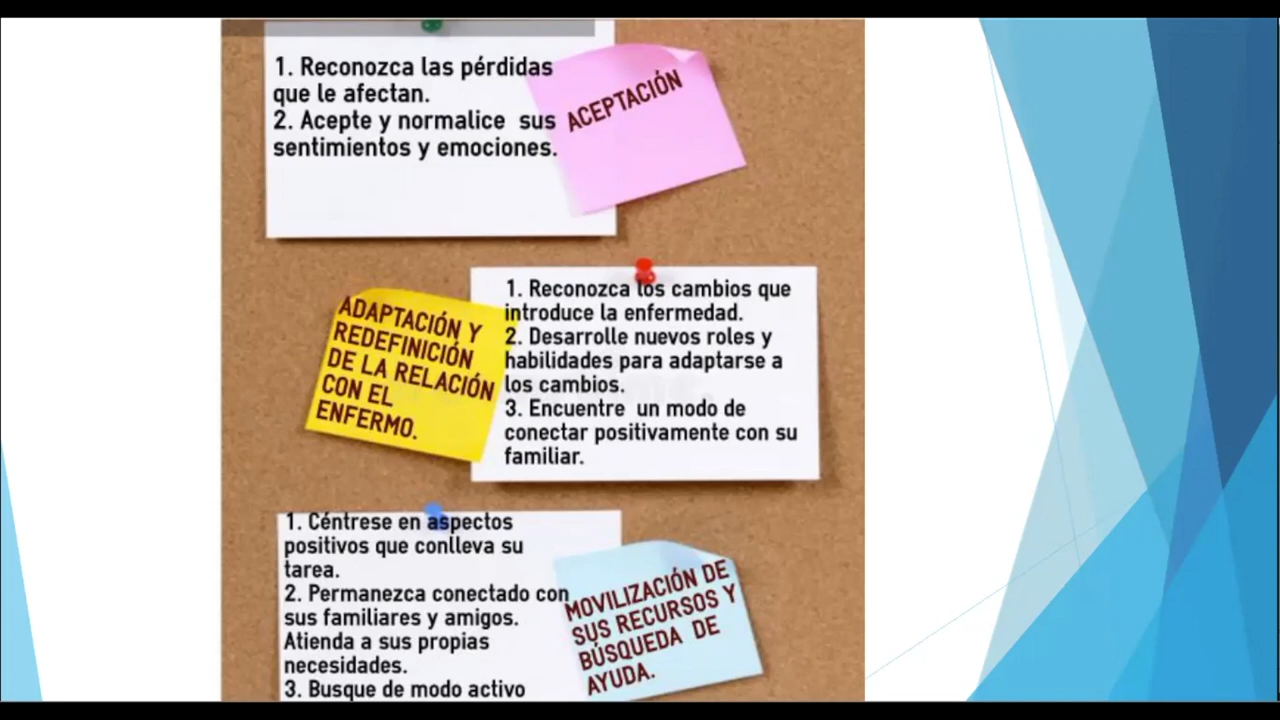 1. Reconozca las pérdidas
que le afectan.
2. Acepte y normalice sus
sentimientos y emociones.
ACEPTACIÓN
ADAPTACIÓN Y
REDEFINICIÓN
DE LA RELACIÓN
CON EL
ENFERMO.
1. Reconozca los cambios que
introduce la enfermedad.
2. Desarrolle nuevos roles y
habilidades para adaptarse a
los cambios.
3. Encuentre un modo de
conectar positivamente con su
familiar.
1. Céntrese en aspectos
positivos que conlleva su
tarea.
2. Permanezca conectado con
sus familiares y amigos.
Atienda a sus propias
necesidades.
3. Busque de modo activo
MOVILIZACIÓN DE
SUS RECURSOS Y
BÚSQUEDA DE
AYUDA.